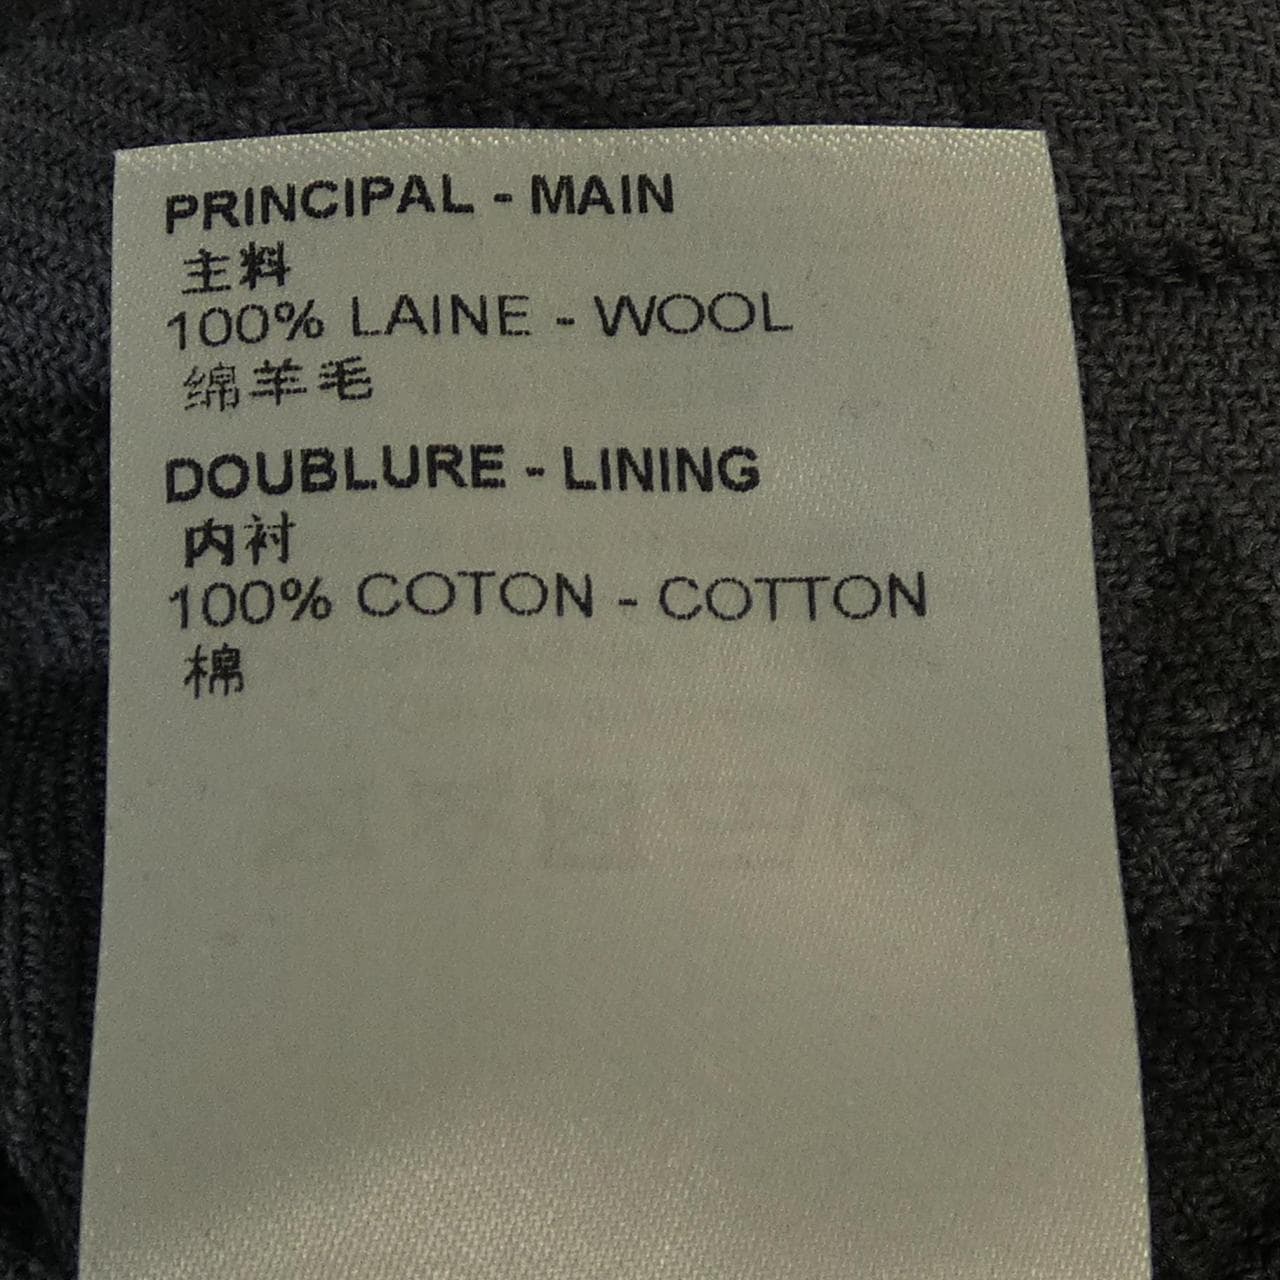 PRINCIPAL - MAIN
主料
100% LAINE - WOOL
绵羊毛
DOUBLURE - LINING
内衬
100% COTON - COTTON
棉